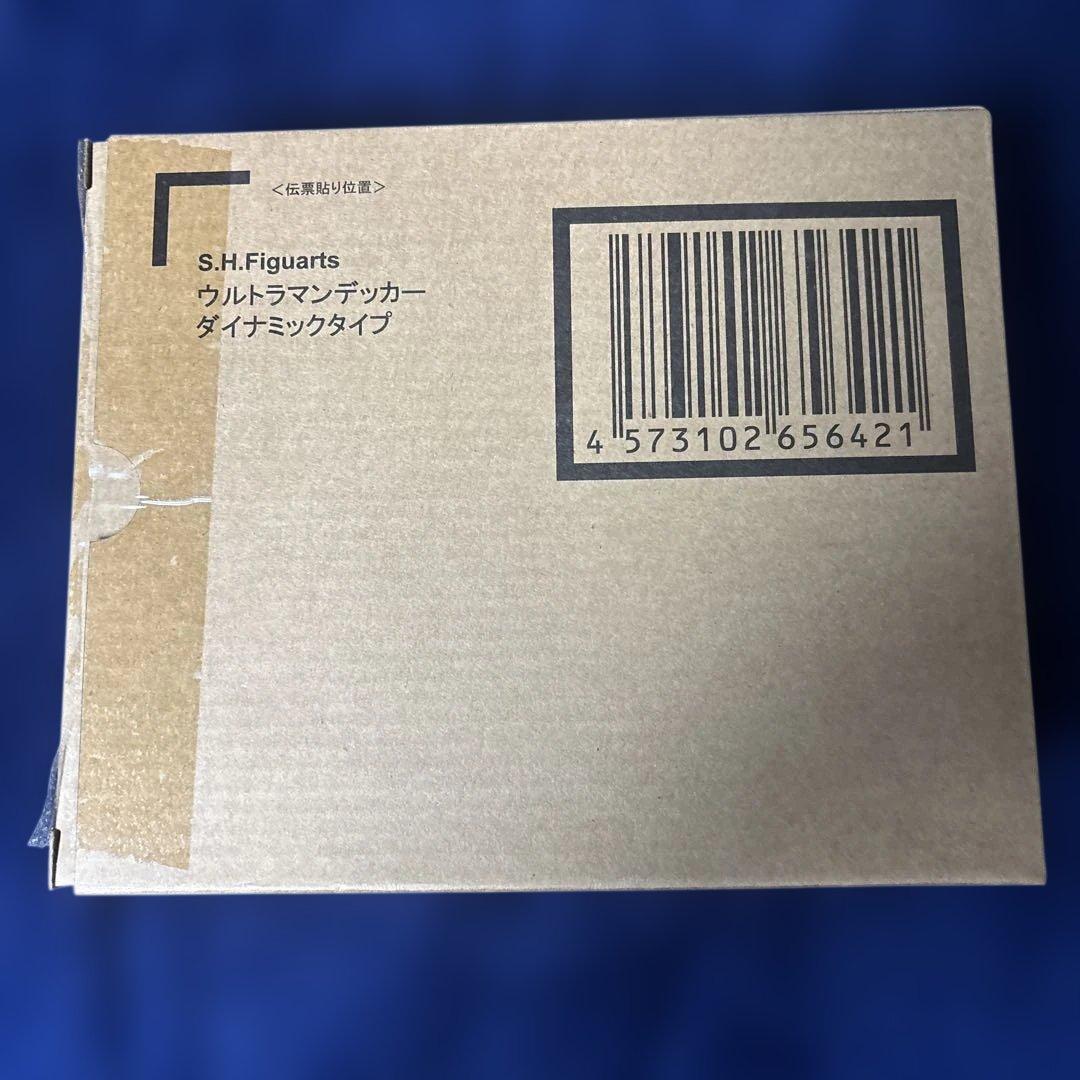 ＜伝票貼り位置＞
S.H.Figuarts
ウルトラマンデッカー
ダイナミックタイプ
4 573102 656421